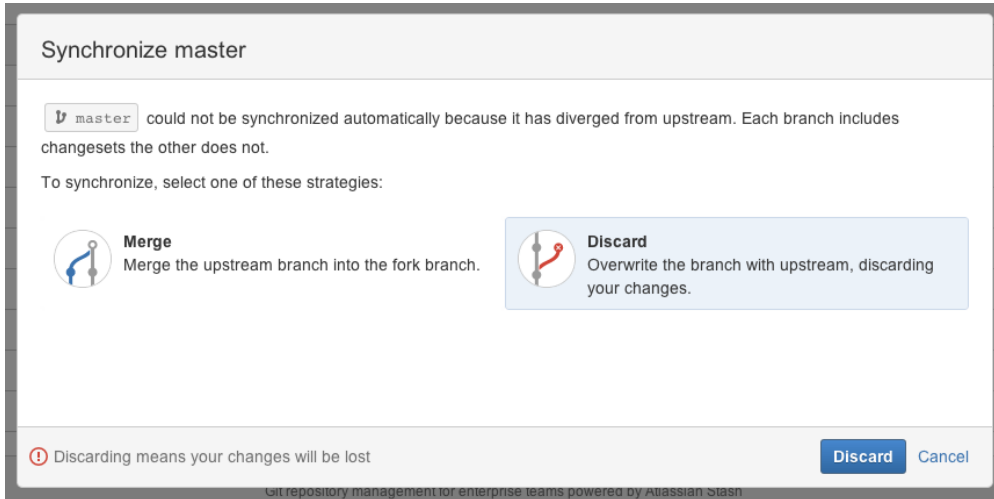 Synchronize master
master could not be synchronized automatically because it has diverged from upstream. Each branch includes
changesets the other does not.
To synchronize, select one of these strategies:
Merge
Merge the upstream branch into the fork branch.
Discard
Overwrite the branch with upstream, discarding
your changes.
Discarding means your changes will be lost
Discard
Cancel
Git repository management for enterprise teams powered by Atlassian Stash